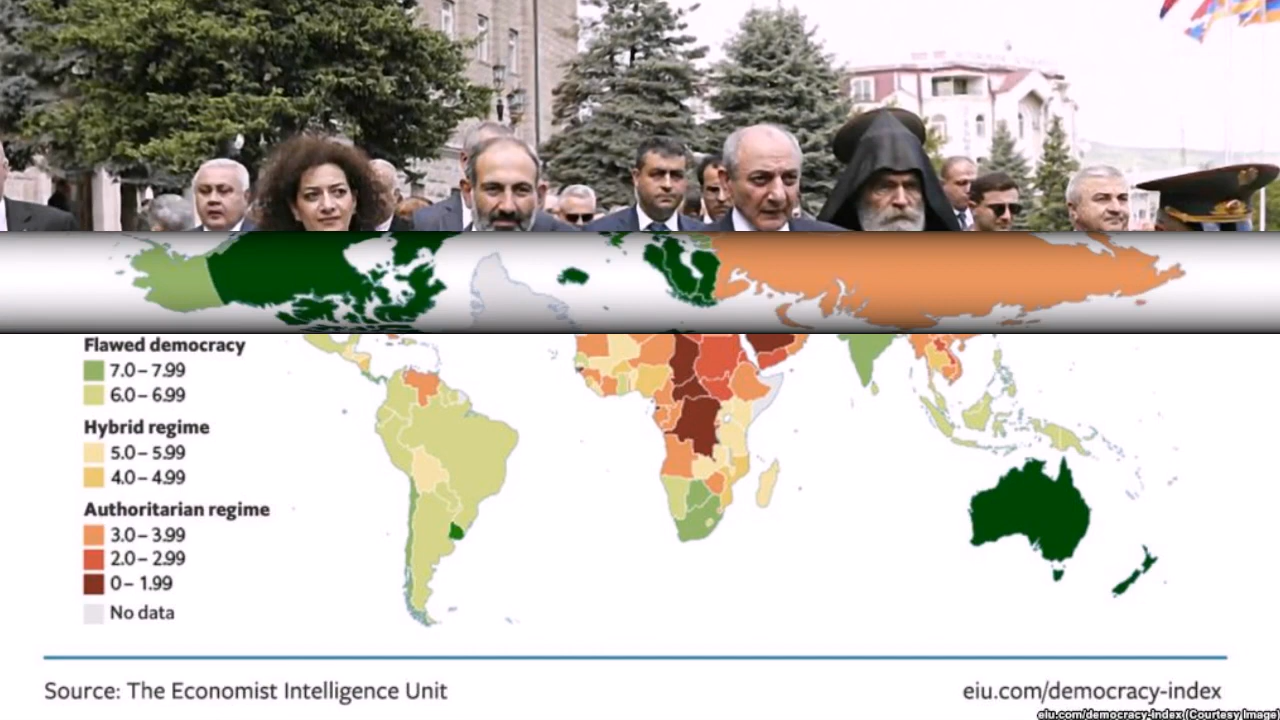 Flawed democracy
7.0 – 7.99
6.0 – 6.99
Hybrid regime
5.0 – 5.99
4.0 – 4.99
Authoritarian regime
3.0 – 3.99
2.0 – 2.99
0 – 1.99
No data
Source: The Economist Intelligence Unit
eiu.com/democracy-index
eiu.com/democracy-index (Courtesy Image)